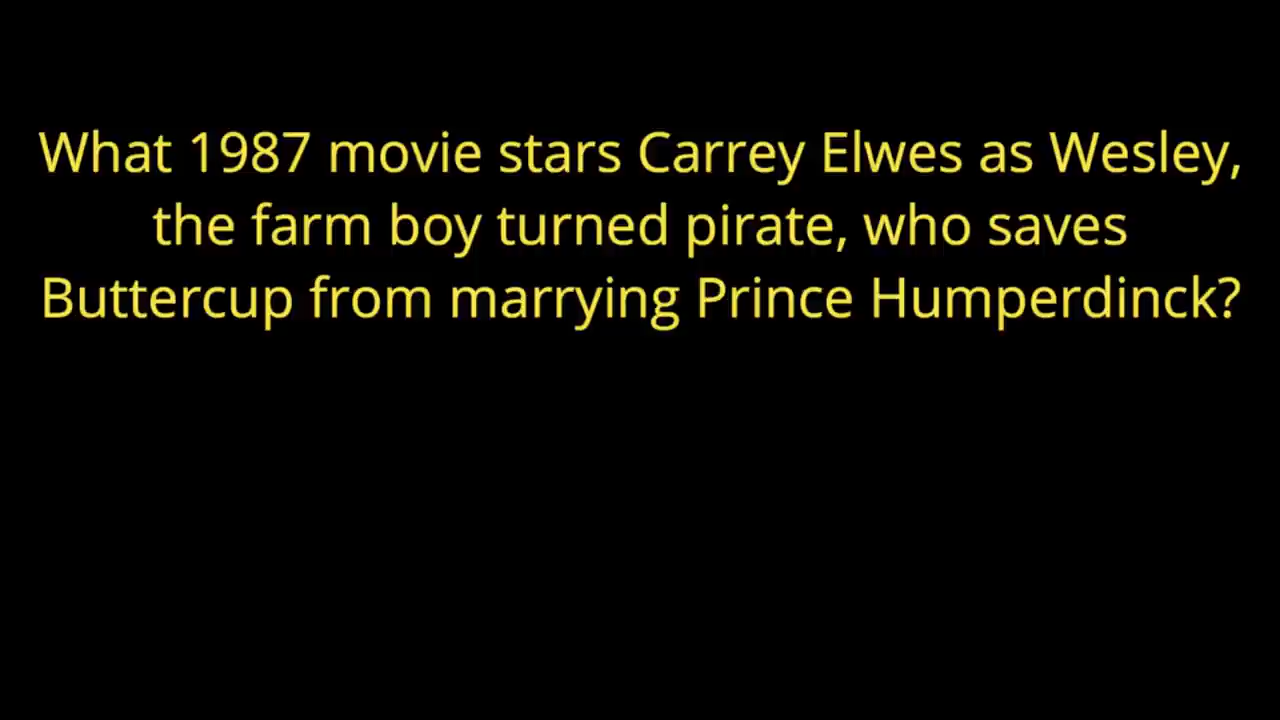 What 1987 movie stars Carrey Elwes as Wesley,
the farm boy turned pirate, who saves
Buttercup from marrying Prince Humperdinck?